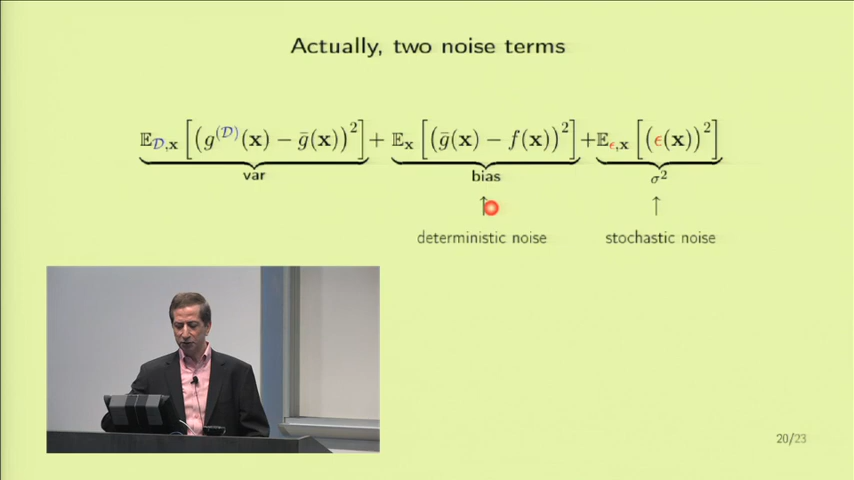 Actually, two noise terms
𝔼_{𝒟,𝐱} [(g^{(𝒟)}(𝐱) − ḡ(𝐱))²] + 𝔼_𝐱 [(ḡ(𝐱) − f(𝐱))²] + 𝔼_{ϵ,𝐱} [(ϵ(𝐱))²]
var bias σ²
↑ ↑
deterministic noise stochastic noise
20/23